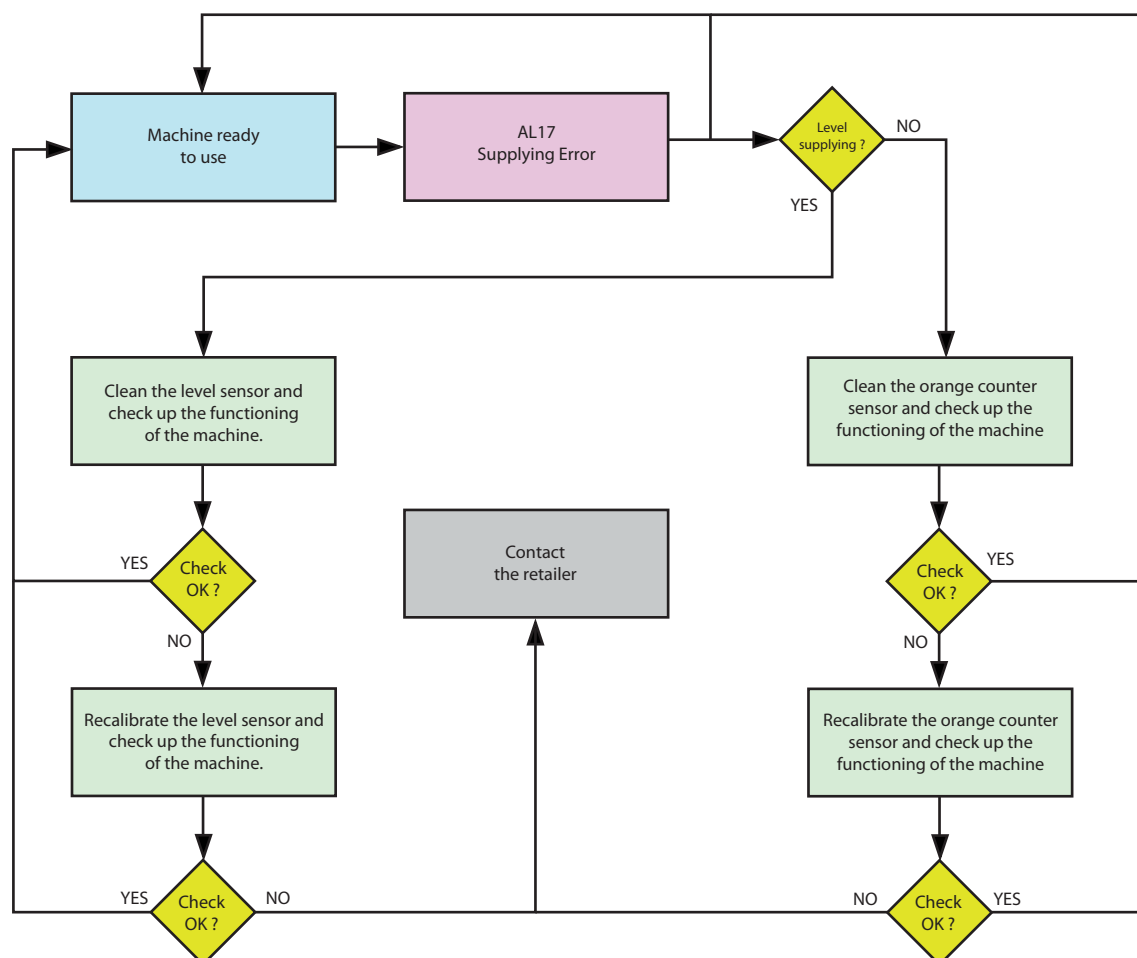 Machine ready
to use
AL17
Supplying Error
Level
supplying ?
NO
YES
Clean the level sensor and
check up the functioning
of the machine.
Clean the orange counter
sensor and check up the
functioning of the machine
Contact
the retailer
YES
Check
OK ?
NO
Check
OK ?
YES
NO
Recalibrate the level sensor and
check up the functioning
of the machine.
Recalibrate the orange counter
sensor and check up the
functioning of the machine
YES
Check
OK ?
NO
NO
Check
OK ?
YES